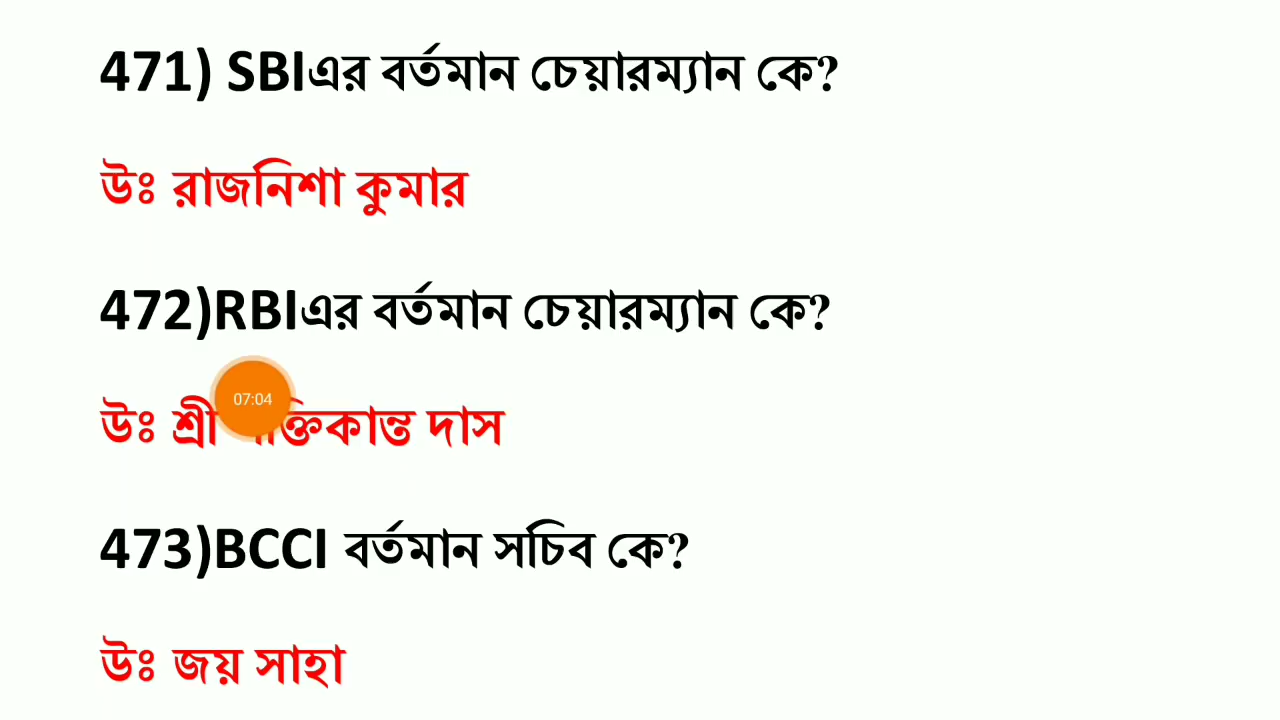 471) SBIএর বর্তমান চেয়ারম্যান কে?
উঃ রাজনিশা কুমার
472)RBIএর বর্তমান চেয়ারম্যান কে?
07:04
উঃ শ্রী দাস
473)BCCI বর্তমান সচিব কে?
উঃ জয় সাহা